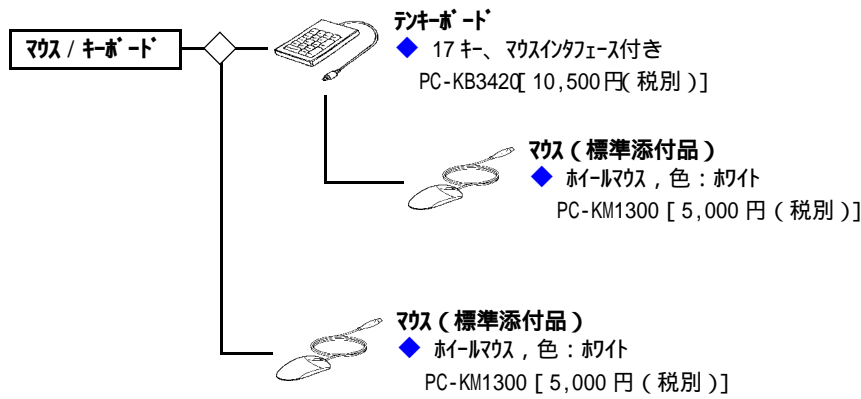 ﾃﾝｷｰﾎﾞｰﾄﾞ
ﾏｳｽ / ｷｰﾎﾞｰﾄﾞ
◆ 17 ｷｰ、ﾏｳｽｲﾝﾀﾌｪｰｽ付き
PC-KB3420[ 10,500円(税別)]
ﾏｳｽ(標準添付品)
◆ ﾎｲｰﾙﾏｳｽ,色:ﾎﾜｲﾄ
PC-KM1300 [ 5,000 円(税別)]
ﾏｳｽ(標準添付品)
◆ ﾎｲｰﾙﾏｳｽ,色:ﾎﾜｲﾄ
PC-KM1300 [ 5,000 円(税別)]